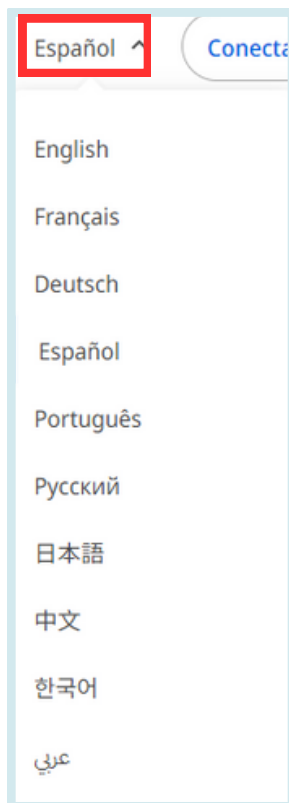 Español Conecta
English
Français
Deutsch
Español
Português
Русский
日本語
中文
한국어
عربي